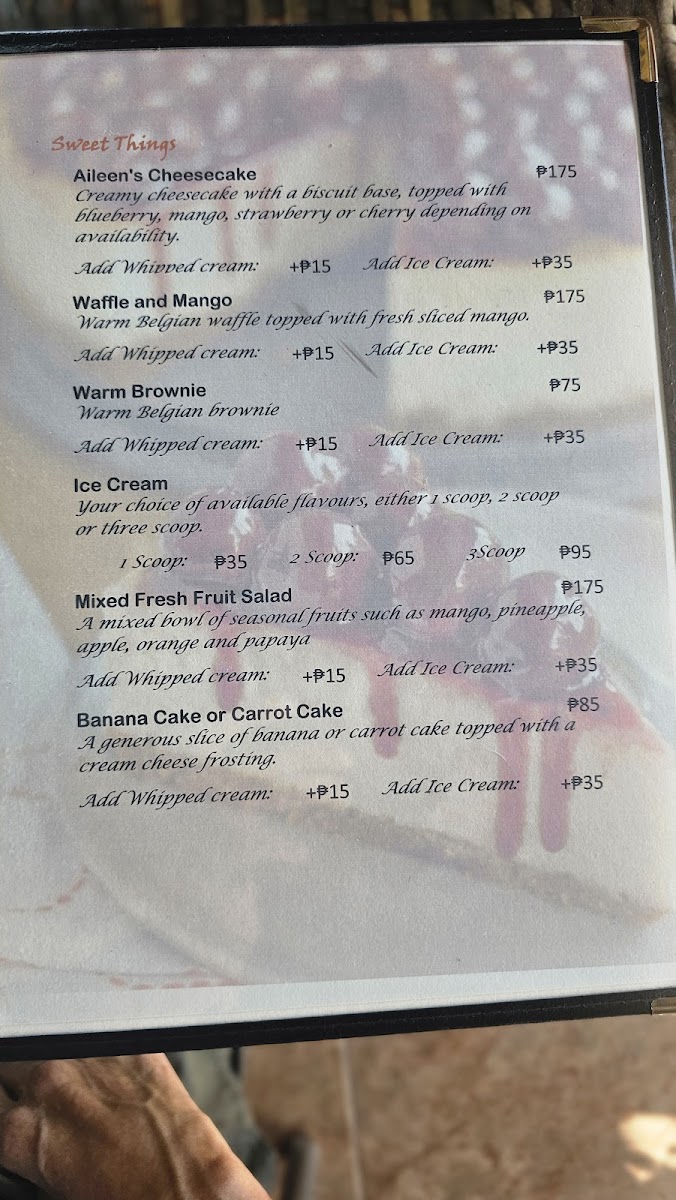 Sweet Things
Aileen's Cheesecake ₱175
Creamy cheesecake with a biscuit base, topped with
blueberry, mango, strawberry or cherry depending on
availability.
Add Whipped cream: +₱15 Add Ice Cream: +₱35
Waffle and Mango ₱175
Warm Belgian waffle topped with fresh sliced mango.
Add Whipped cream: +₱15 Add Ice Cream: +₱35
Warm Brownie ₱75
Warm Belgian brownie
Add Whipped cream: +₱15 Add Ice Cream: +₱35
Ice Cream
Your choice of available flavours, either 1 scoop, 2 scoop
or three scoop.
1 Scoop: ₱35 2 Scoop: ₱65 3Scoop ₱95
Mixed Fresh Fruit Salad ₱175
A mixed bowl of seasonal fruits such as mango, pineapple,
apple, orange and papaya
Add Whipped cream: +₱15 Add Ice Cream: +₱35
Banana Cake or Carrot Cake ₱85
A generous slice of banana or carrot cake topped with a
cream cheese frosting.
Add Whipped cream: +₱15 Add Ice Cream: +₱35